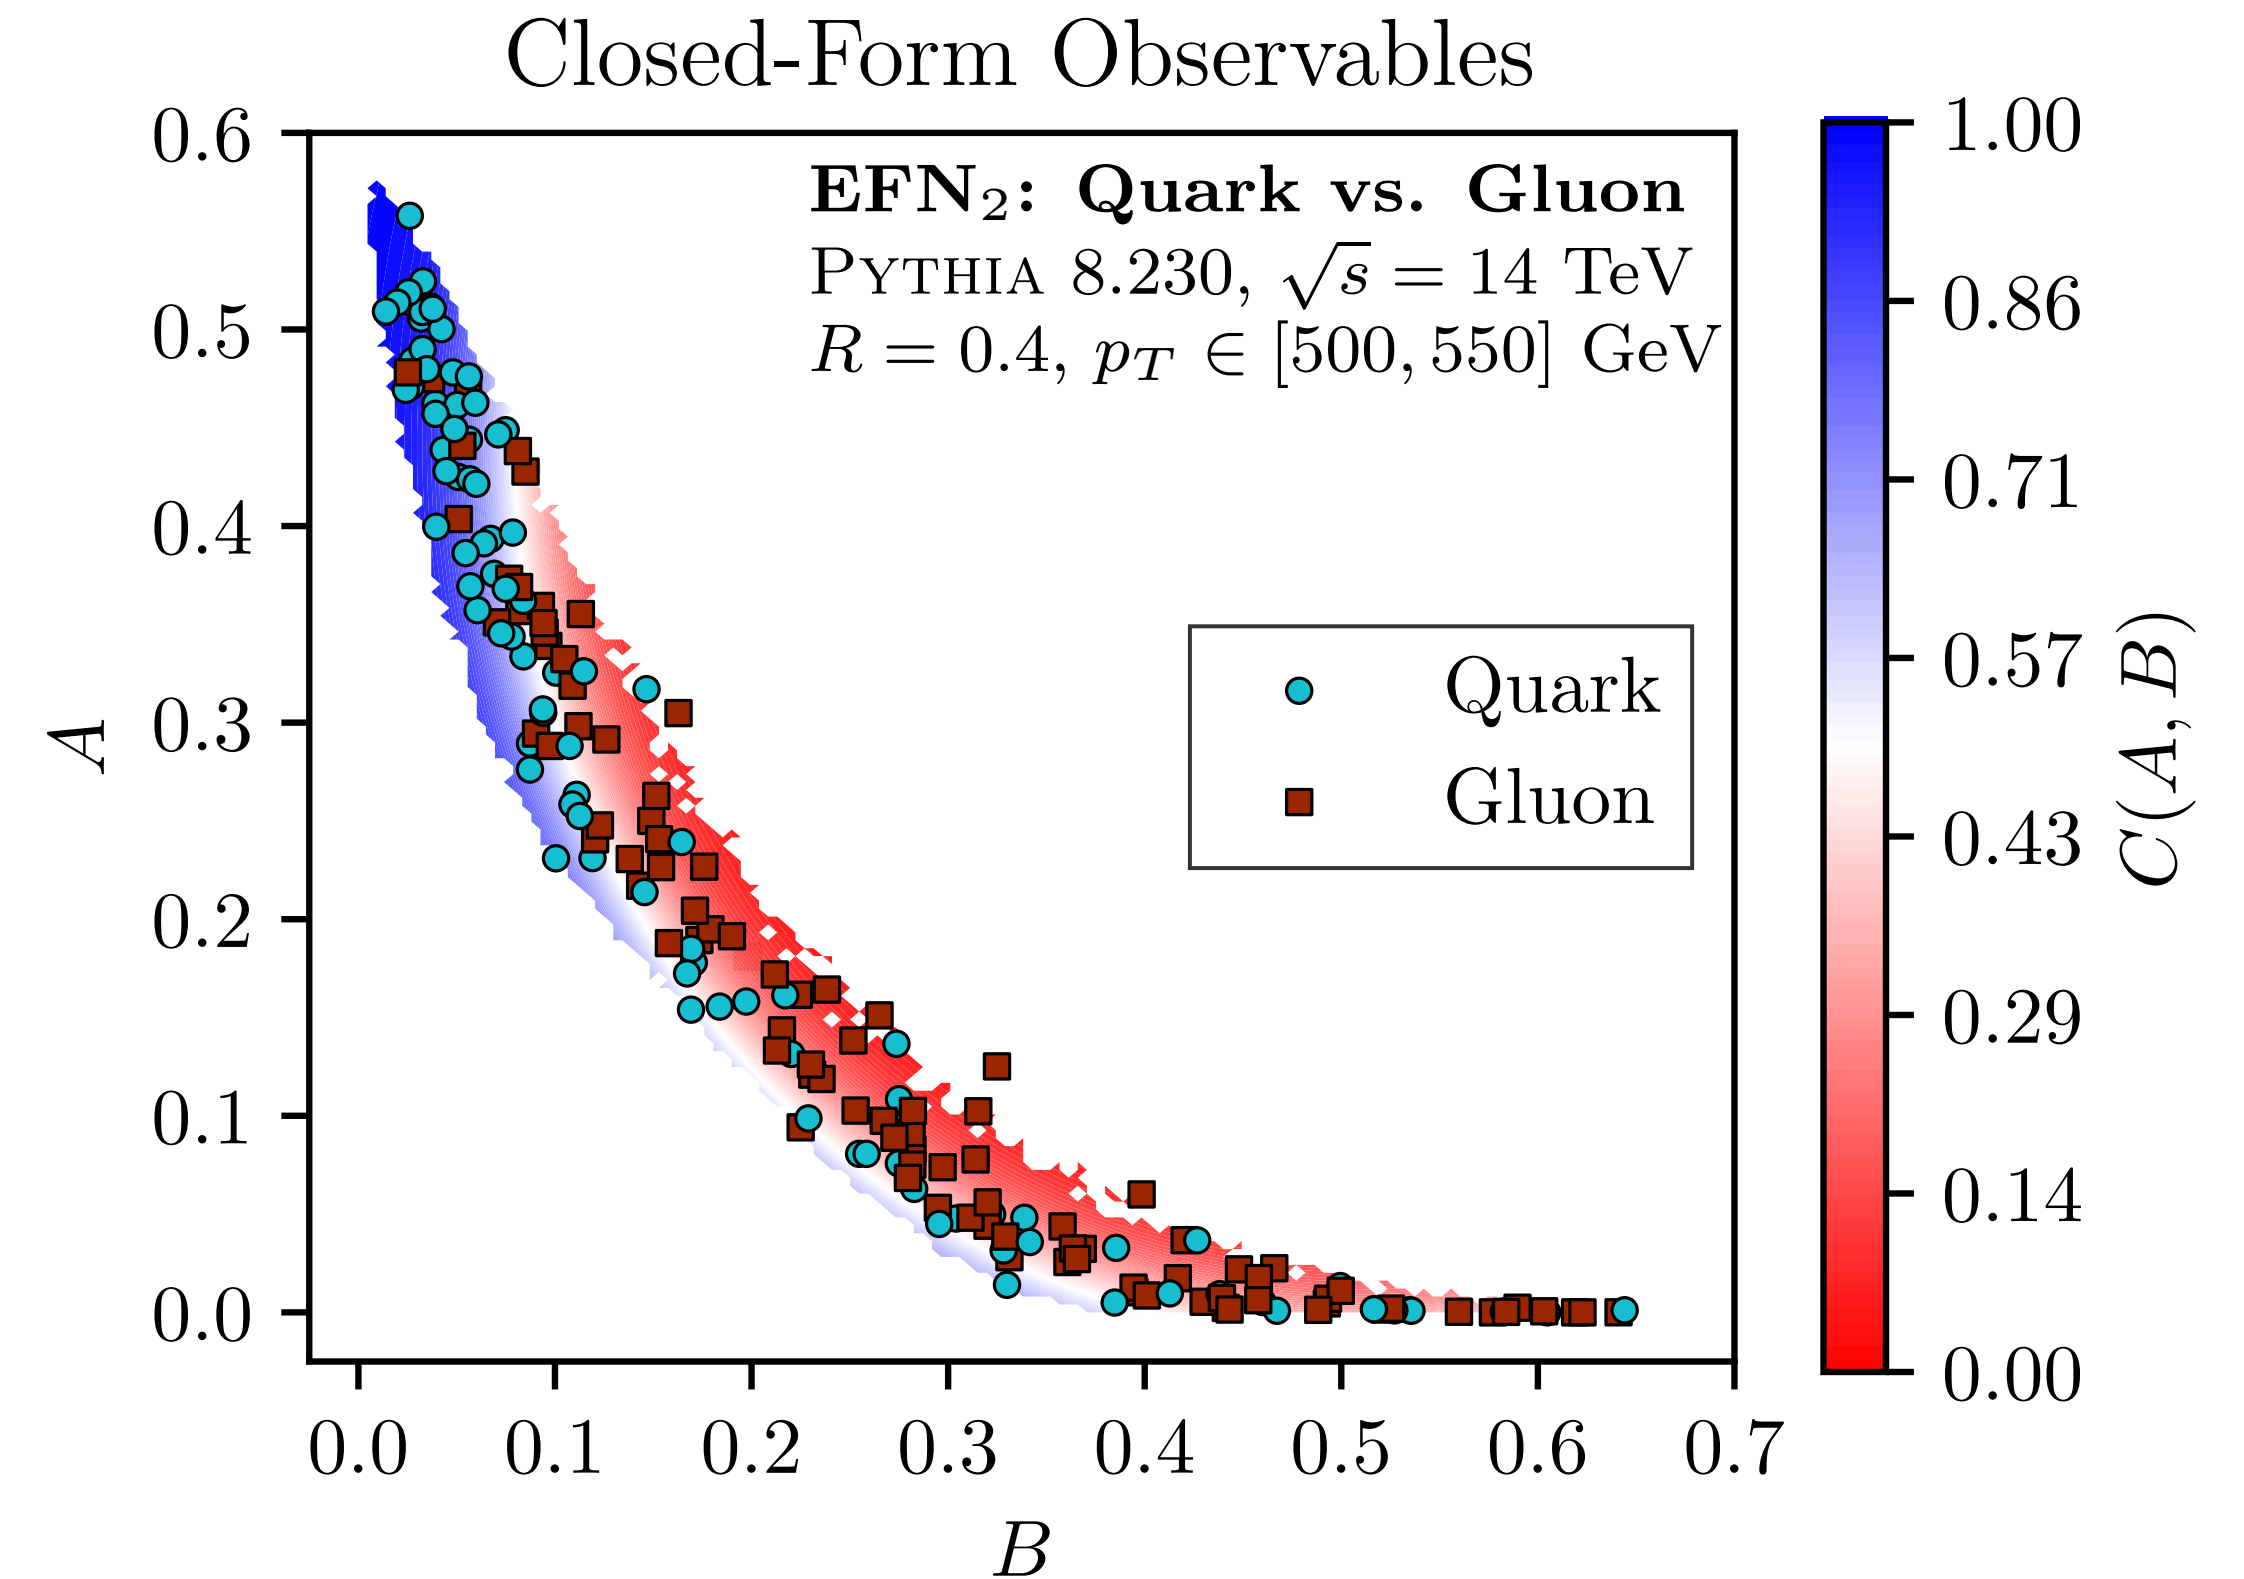 Closed-Form Observables
EFN₂: Quark vs. Gluon
PYTHIA 8.230, √s = 14 TeV
R = 0.4, p_T ∈ [500, 550] GeV
Quark
Gluon
A
0.6
0.5
0.4
0.3
0.2
0.1
0.0
0.0 0.1 0.2 0.3 0.4 0.5 0.6 0.7
B
1.00
0.86
0.71
0.57
0.43
0.29
0.14
0.00
C(A, B)